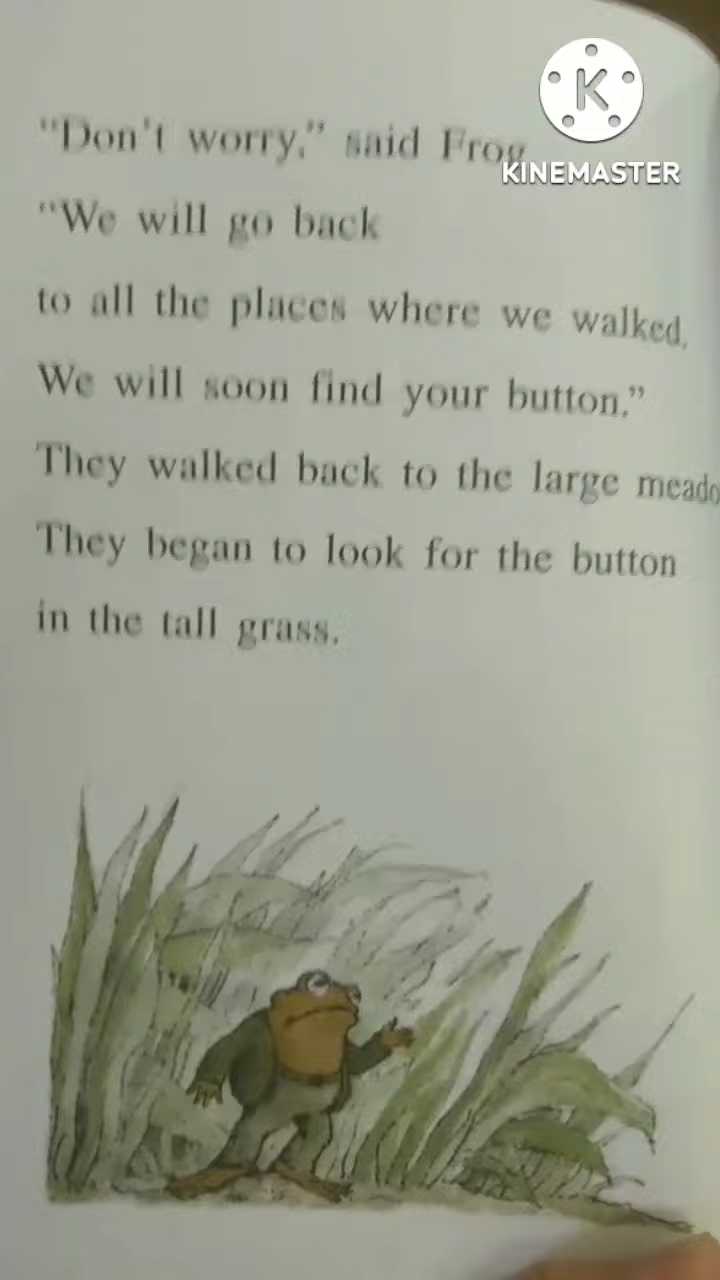 "Don't worry," said Frog
K
KINEMASTER
"We will go back
to all the places where we walked.
We will soon find your button."
They walked back to the large meado
They began to look for the button
in the tall grass.